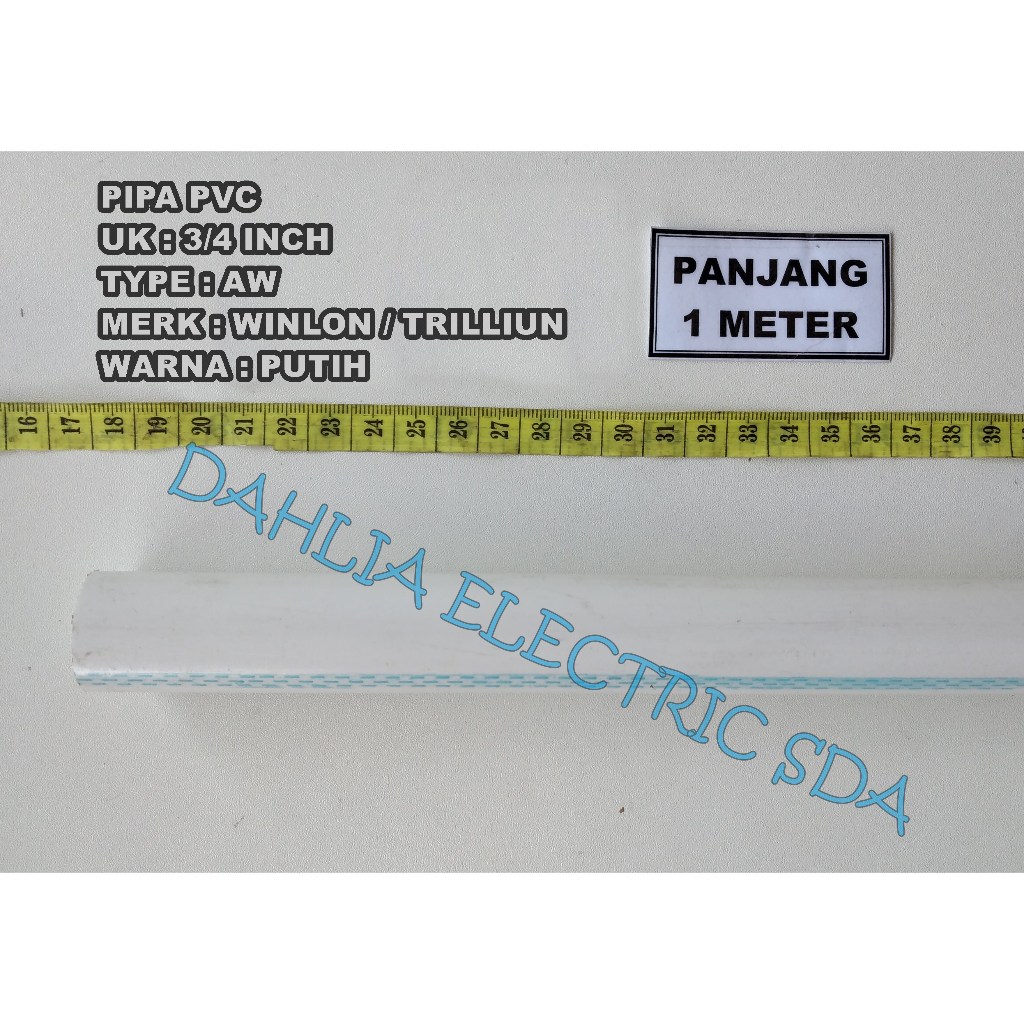 PIPA PVC
UK : 3/4 INCH
TYPE : AW
MERK : WINLON / TRILLIUN
WARNA : PUTIH
PANJANG
1 METER
16 17 18 19 20 21 22 23 24 25 26 27 28 29 30 31 32 33 34 35 36 37 38 39
DAHLIA ELECTRIC SDA